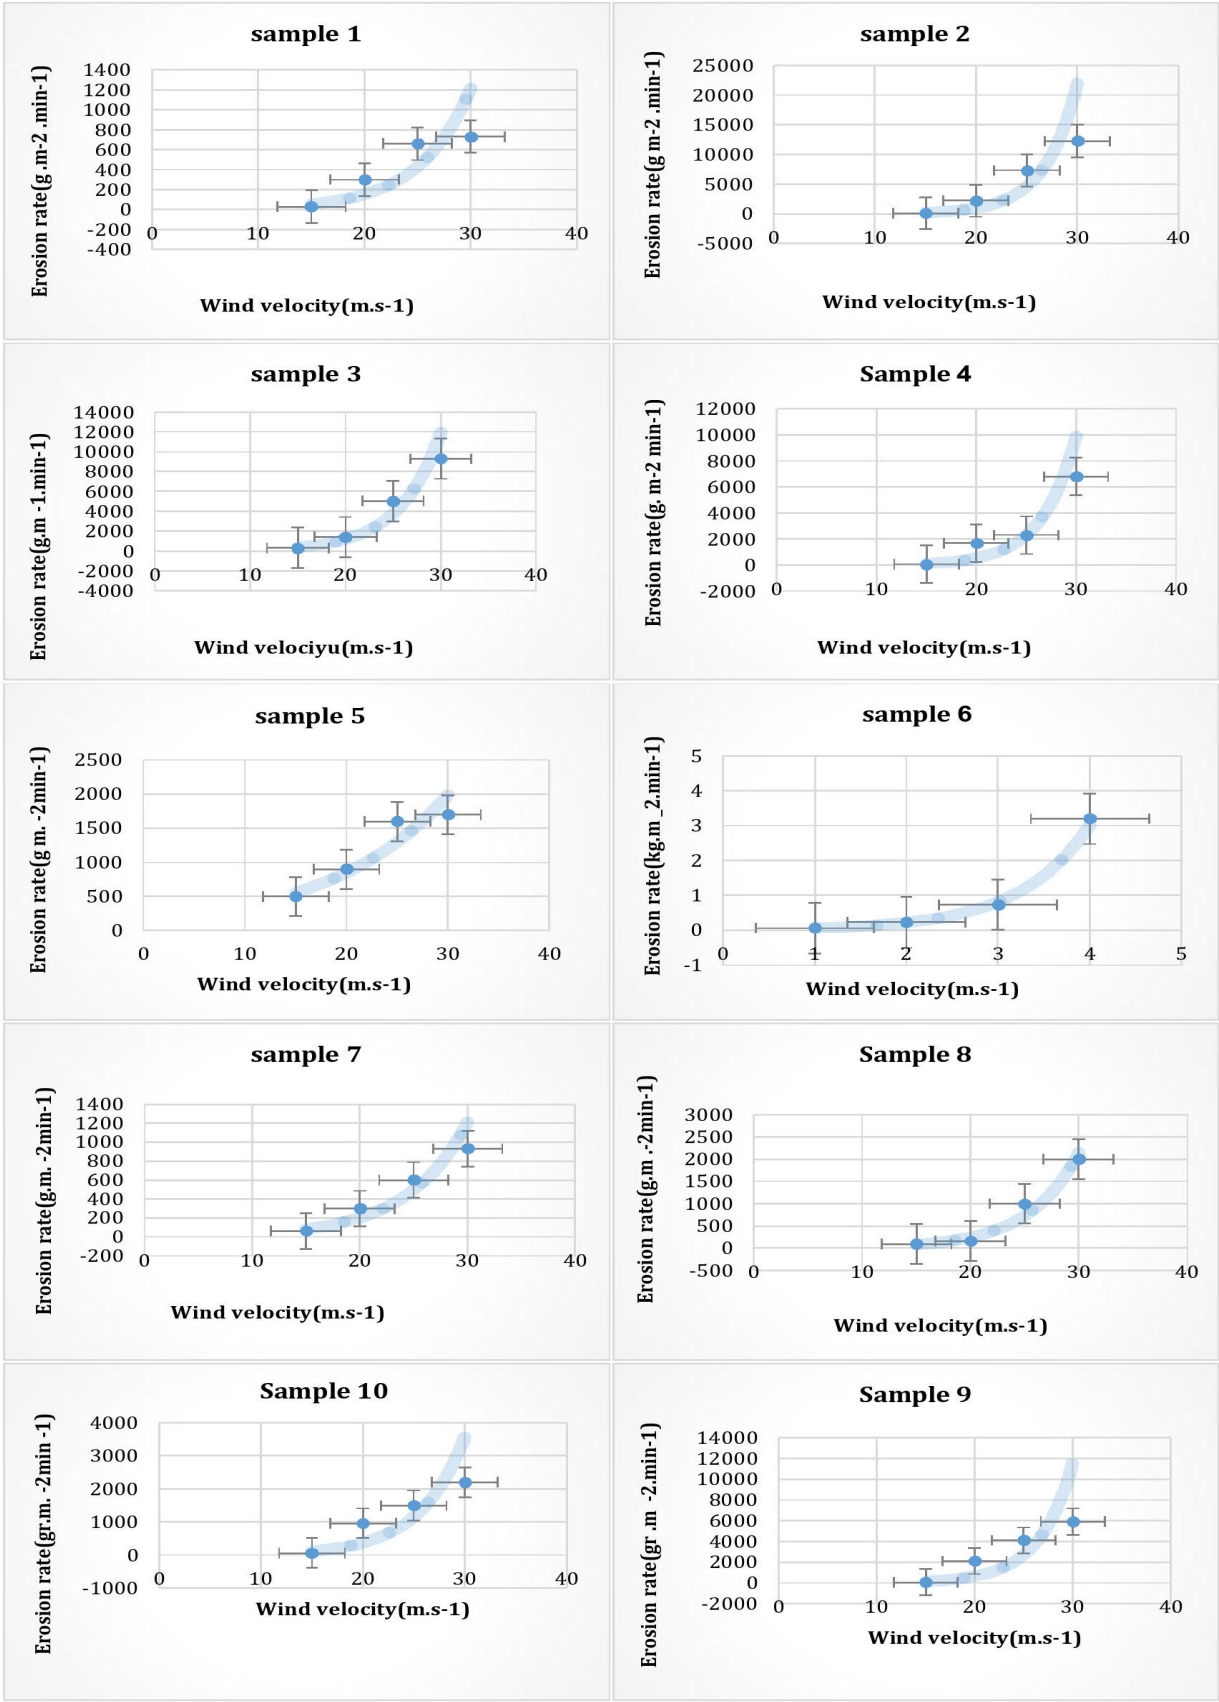 sample 1
Erosion rate(g .m-2 .min-1)
1400
1200
1000
800
600
400
200
0
-200
-400
0 10 20 30 40
Wind velocity(m.s-1)
sample 2
Erosion rate(g m-2 .min-1)
25000
20000
15000
10000
5000
0
-5000
0 10 20 30 40
Wind velocity(m.s-1)
sample 3
Erosion rate(g.m -1.min-1)
14000
12000
10000
8000
6000
4000
2000
0
-2000
-4000
0 10 20 30 40
Wind velociyu(m.s-1)
Sample 4
Erosion rate(g. m-2 min-1)
12000
10000
8000
6000
4000
2000
0
-2000
0 10 20 30 40
Wind velocity(m.s-1)
sample 5
Erosion rate(g m. -2min-1)
2500
2000
1500
1000
500
0
0 10 20 30 40
Wind velocity(m.s-1)
sample 6
Erosion rate(kg.m_2.min-1)
5
4
3
2
1
0
-1
0 1 2 3 4 5
Wind velocity(m.s-1)
sample 7
Erosion rate(g.m. -2min-1)
1400
1200
1000
800
600
400
200
0
-200
0 10 20 30 40
Wind velocity(m.s-1)
Sample 8
Erosion rate(g.m .-2min-1)
3000
2500
2000
1500
1000
500
0
-500
0 10 20 30 40
Wind velocity(m.s-1)
Sample 10
Erosion rate(gr.m. -2min -1)
4000
3000
2000
1000
0
-1000
0 10 20 30 40
Wind velocity(m.s-1)
Sample 9
Erosion rate(gr .m -2.min-1)
14000
12000
10000
8000
6000
4000
2000
0
-2000
0 10 20 30 40
Wind velocity(m.s-1)